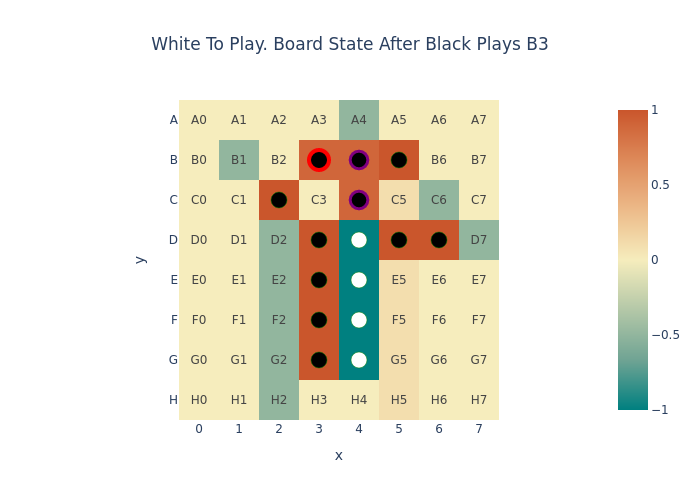 White To Play. Board State After Black Plays B3
A A0 A1 A2 A3 A4 A5 A6 A7
B B0 B1 B2 B6 B7
C C0 C1 C3 C5 C6 C7
D D0 D1 D2 D7
E E0 E1 E2 E5 E6 E7
F F0 F1 F2 F5 F6 F7
G G0 G1 G2 G5 G6 G7
H H0 H1 H2 H3 H4 H5 H6 H7
0 1 2 3 4 5 6 7
x
y
1
0.5
0
−0.5
−1